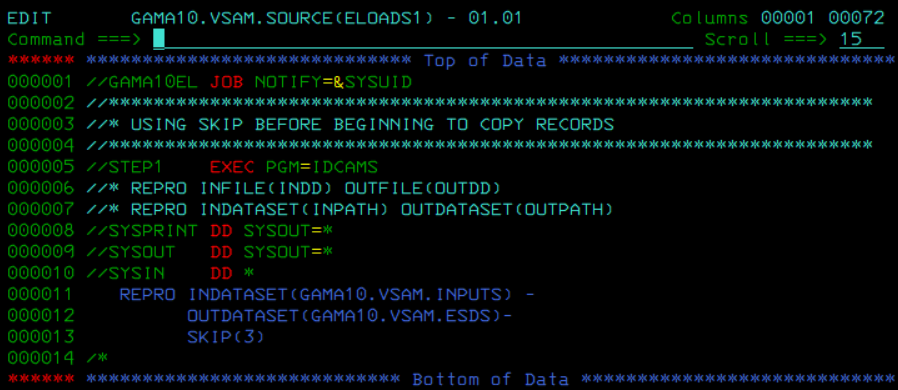 EDIT       GAMA10.VSAM.SOURCE(ELOADS1) - 01.01                  Columns 00001 00072
Command ===>                                                  Scroll ===> 15
****** **************************** Top of Data ******************************
000001 //GAMA10EL JOB NOTIFY=&SYSUID
000002 //********************************************************************
000003 //* USING SKIP BEFORE BEGINNING TO COPY RECORDS
000004 //********************************************************************
000005 //STEP1    EXEC PGM=IDCAMS
000006 //* REPRO INFILE(INDD) OUTFILE(OUTDD)
000007 //* REPRO INDATASET(INPATH) OUTDATASET(OUTPATH)
000008 //SYSPRINT DD SYSOUT=*
000009 //SYSOUT   DD SYSOUT=*
000010 //SYSIN    DD *
000011    REPRO INDATASET(GAMA10.VSAM.INPUTS) -
000012          OUTDATASET(GAMA10.VSAM.ESDS)-
000013          SKIP(3)
000014 /*
****** *************************** Bottom of Data ****************************